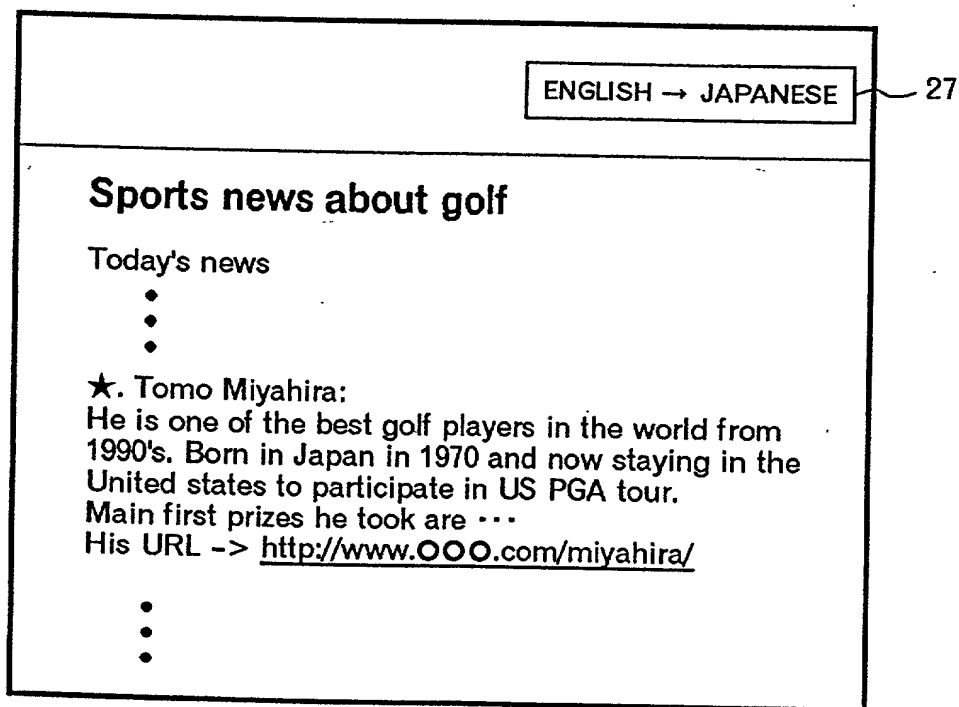 ENGLISH → JAPANESE
27
Sports news about golf
Today's news
•
•
•
★. Tomo Miyahira:
He is one of the best golf players in the world from
1990's. Born in Japan in 1970 and now staying in the
United states to participate in US PGA tour.
Main first prizes he took are ···
His URL -> http://www.OOO.com/miyahira/
•
•
•